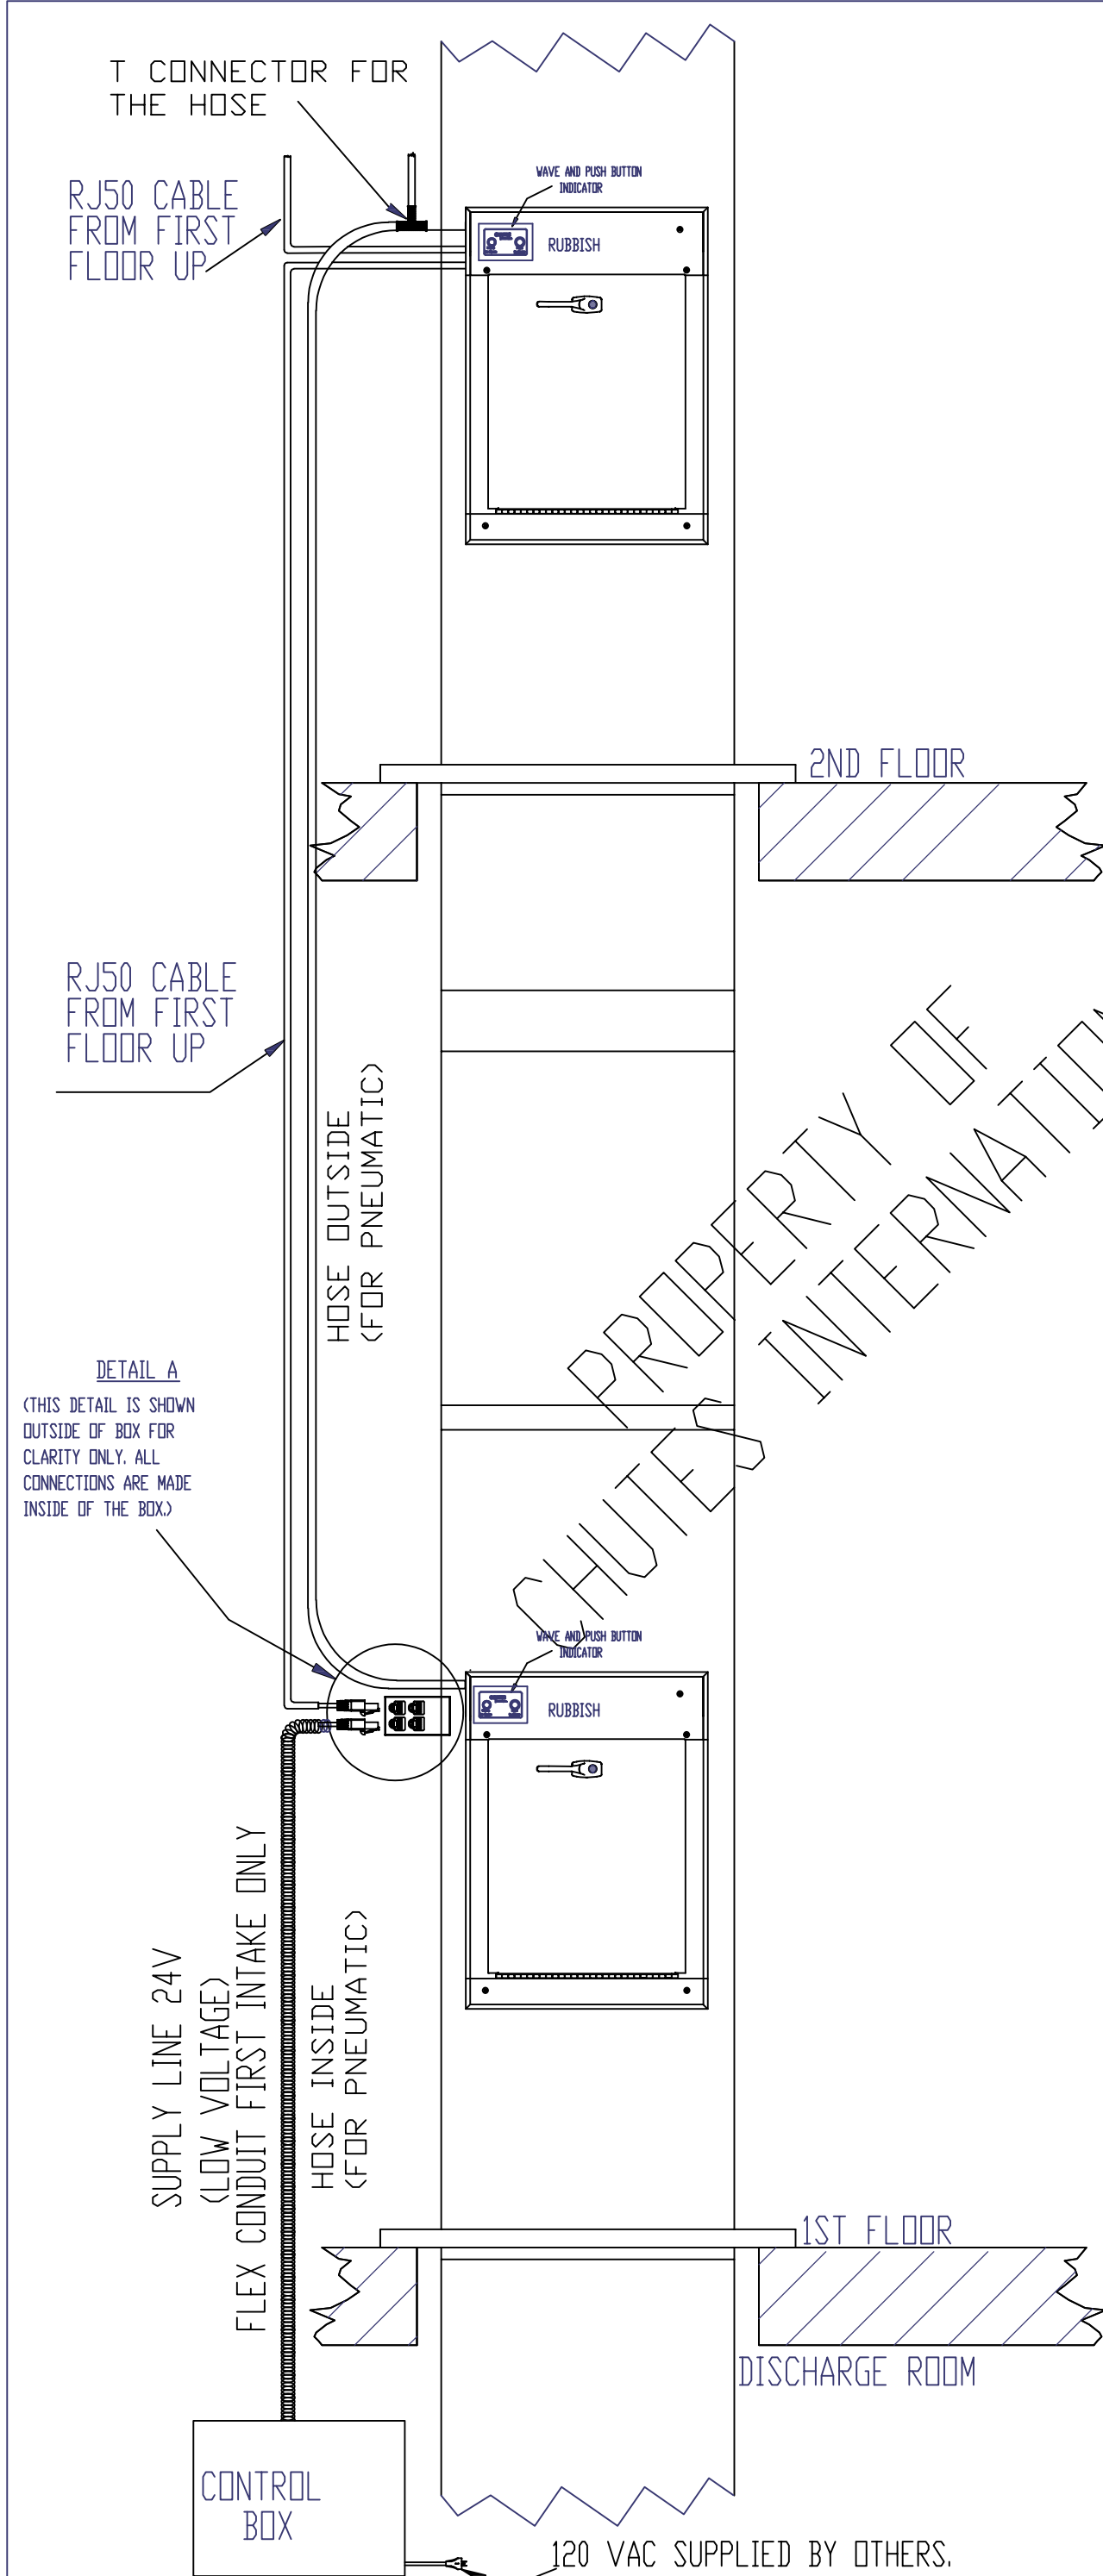 T CONNECTOR FOR
THE HOSE
RJ50 CABLE
FROM FIRST
FLOOR UP
WAVE AND PUSH BUTTON
INDICATOR
RUBBISH
2ND FLOOR
RJ50 CABLE
FROM FIRST
FLOOR UP
HOSE OUTSIDE
(FOR PNEUMATIC)
PROPERTY OF
CHUTES INTERNATION
DETAIL A
(THIS DETAIL IS SHOWN
OUTSIDE OF BOX FOR
CLARITY ONLY. ALL
CONNECTIONS ARE MADE
INSIDE OF THE BOX.)
WAVE AND PUSH BUTTON
INDICATOR
RUBBISH
SUPPLY LINE 24V
(LOW VOLTAGE)
FLEX CONDUIT FIRST INTAKE ONLY
HOSE INSIDE
(FOR PNEUMATIC)
1ST FLOOR
DISCHARGE ROOM
CONTROL
BOX
120 VAC SUPPLIED BY OTHERS.